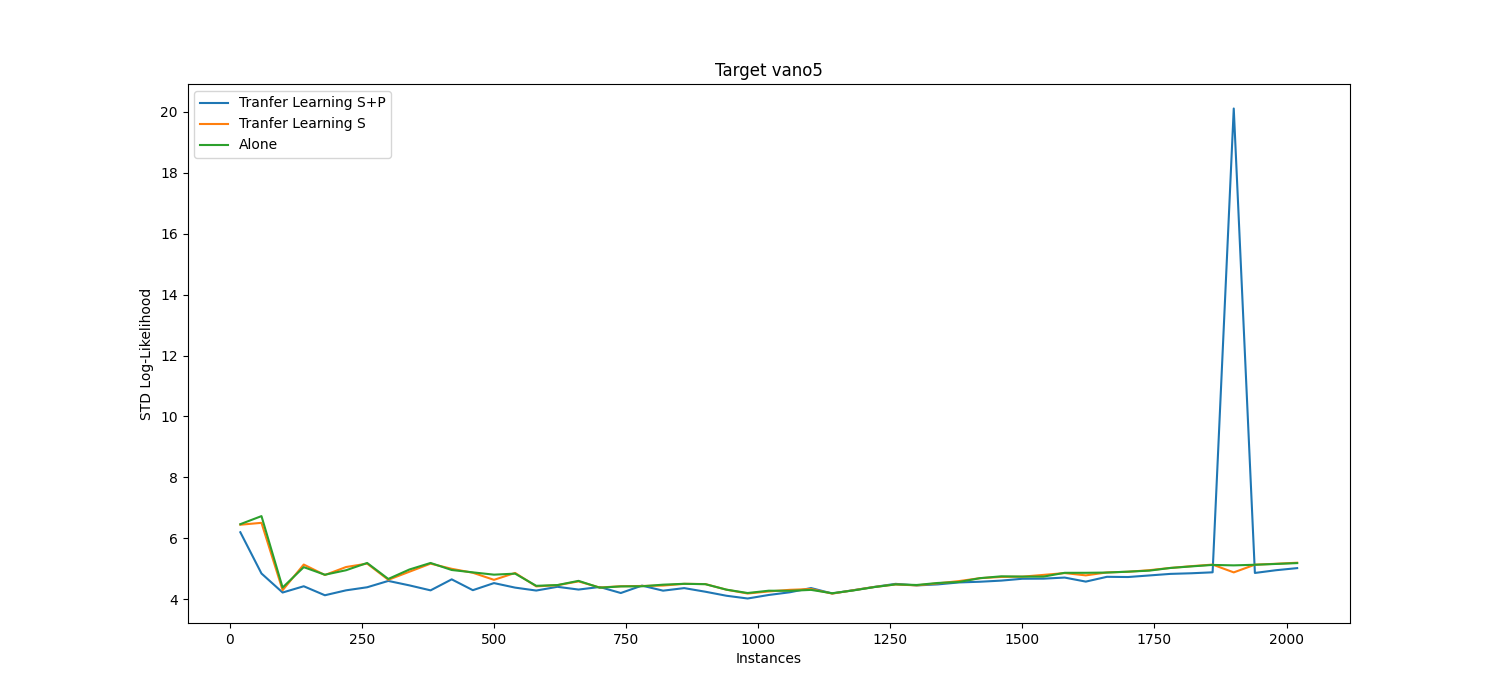 Target vano5
Tranfer Learning S+P
Tranfer Learning S
Alone
STD Log-Likelihood
20
18
16
14
12
10
8
6
4
0 250 500 750 1000 1250 1500 1750 2000
Instances